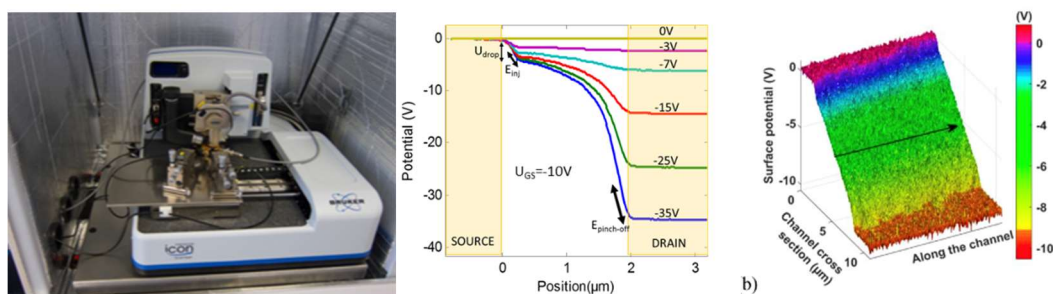 BRUKER
icon
Potential (V)
0
-10
-20
-30
-40
0V
-3V
-7V
-15V
-25V
-35V
Udrop
Einj
UGS=-10V
Epinch-off
SOURCE
DRAIN
0
1
2
3
Position(μm)
b)
Surface potential (V)
0
-5
-10
0
5
10
Channel cross
section (μm)
Along the channel
(V)
0
-2
-4
-6
-8
-10